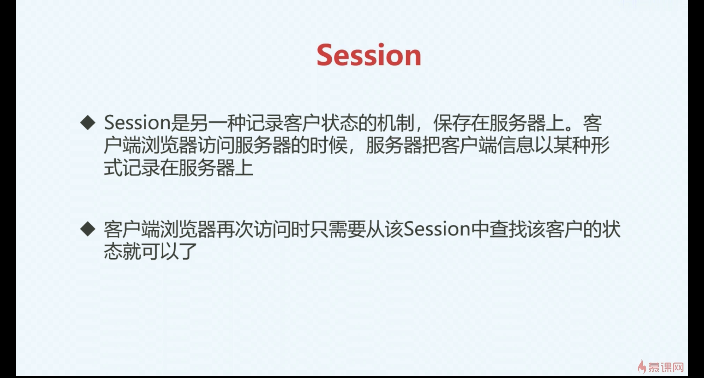 Session
◆ Session是另一种记录客户状态的机制，保存在服务器上。客
户端浏览器访问服务器的时候，服务器把客户端信息以某种形
式记录在服务器上
◆ 客户端浏览器再次访问时只需要从该Session中查找该客户的状
态就可以了
慕课网